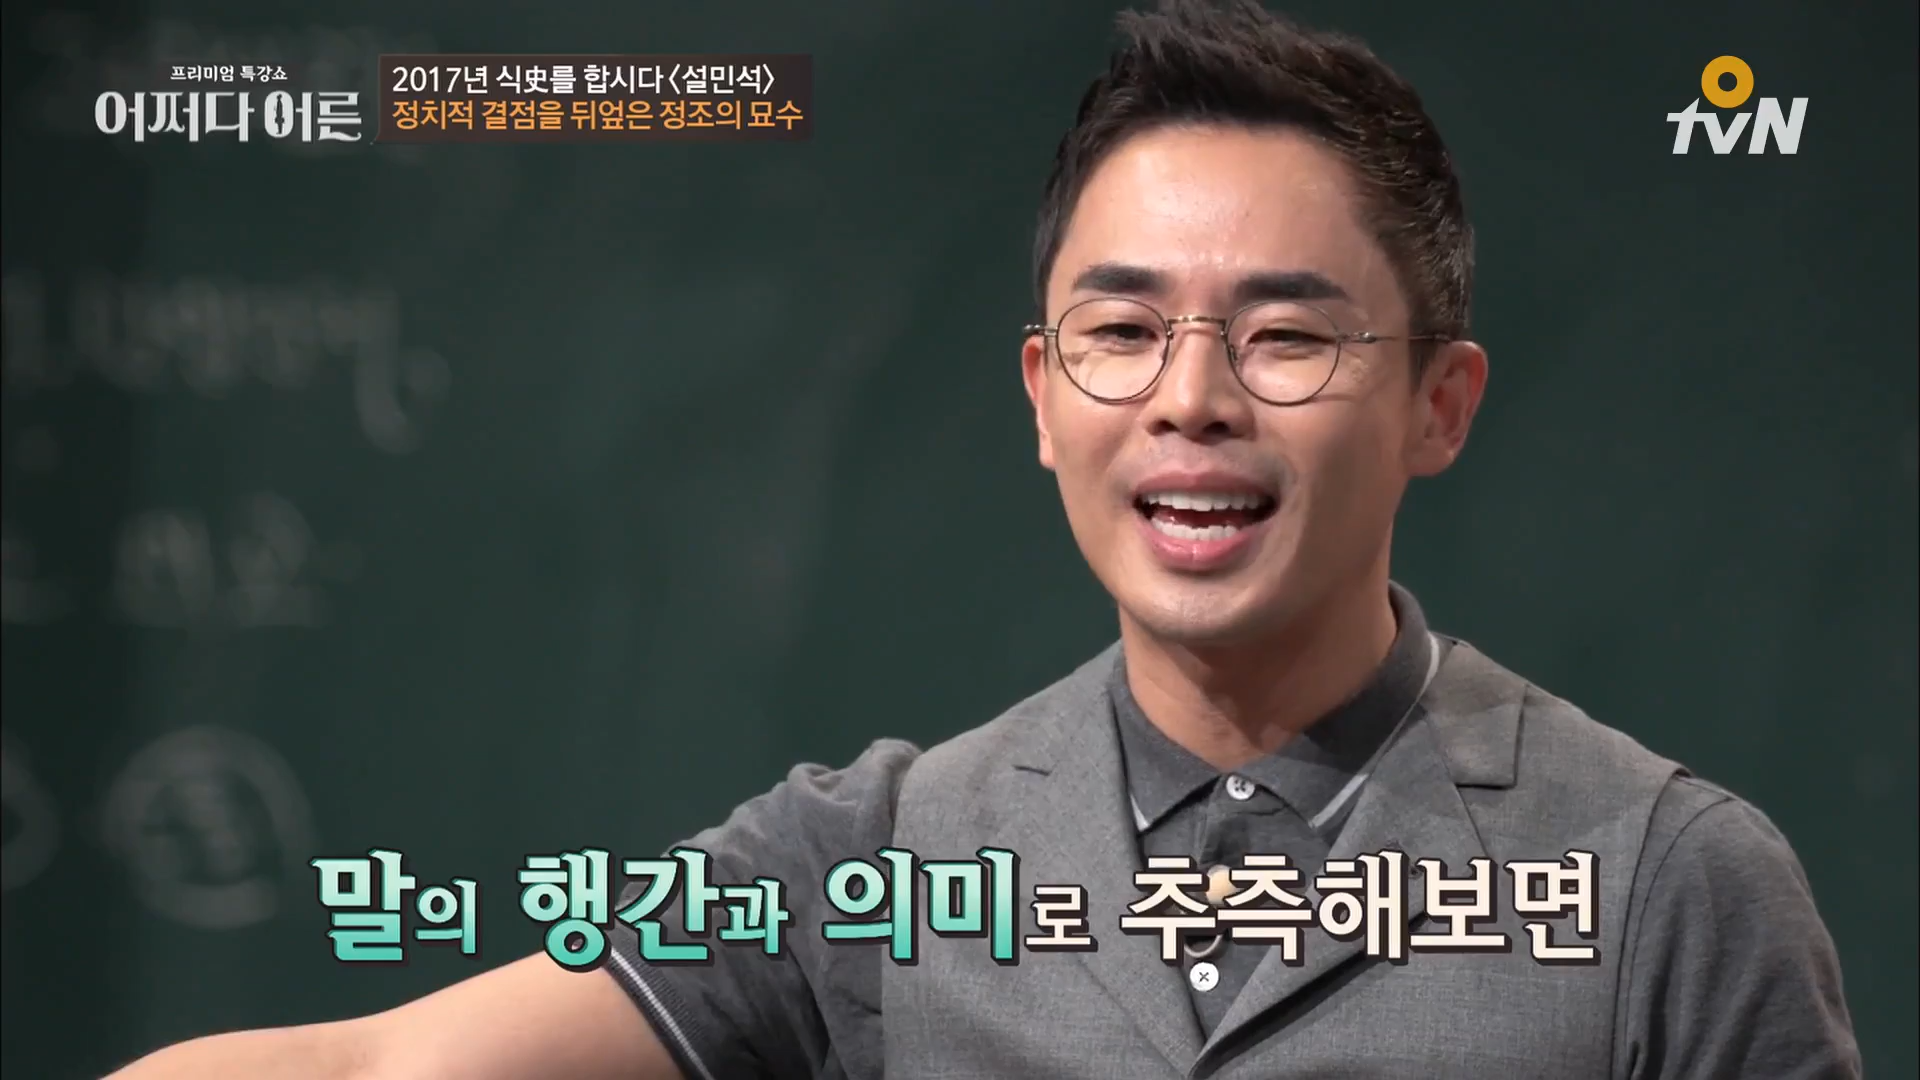 프리미엄 특강쇼
어쩌다 어른
2017년 식史를 합시다 <설민석>
정치적 결점을 뒤엎은 정조의 묘수
tvN
말의 행간과 의미로 추측해보면